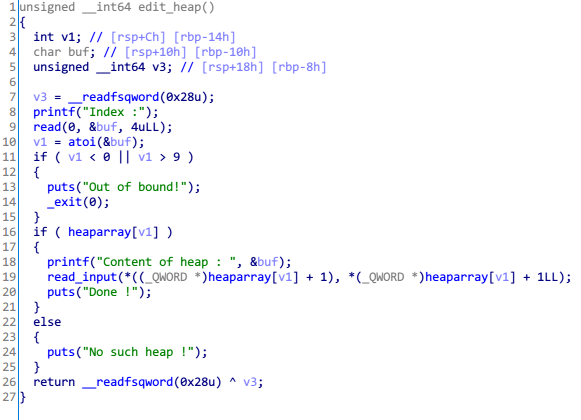 1 unsigned __int64 edit_heap()
2 {
3   int v1; // [rsp+Ch] [rbp-14h]
4   char buf; // [rsp+10h] [rbp-10h]
5   unsigned __int64 v3; // [rsp+18h] [rbp-8h]
6
7   v3 = __readfsqword(0x28u);
8   printf("Index :");
9   read(0, &buf, 4uLL);
10   v1 = atoi(&buf);
11   if ( v1 < 0 || v1 > 9 )
12   {
13     puts("Out of bound!");
14     _exit(0);
15   }
16   if ( heaparray[v1] )
17   {
18     printf("Content of heap : ", &buf);
19     read_input(*((_QWORD *)heaparray[v1] + 1), *(_QWORD *)heaparray[v1] + 1LL);
20     puts("Done !");
21   }
22   else
23   {
24     puts("No such heap !");
25   }
26   return __readfsqword(0x28u) ^ v3;
27 }